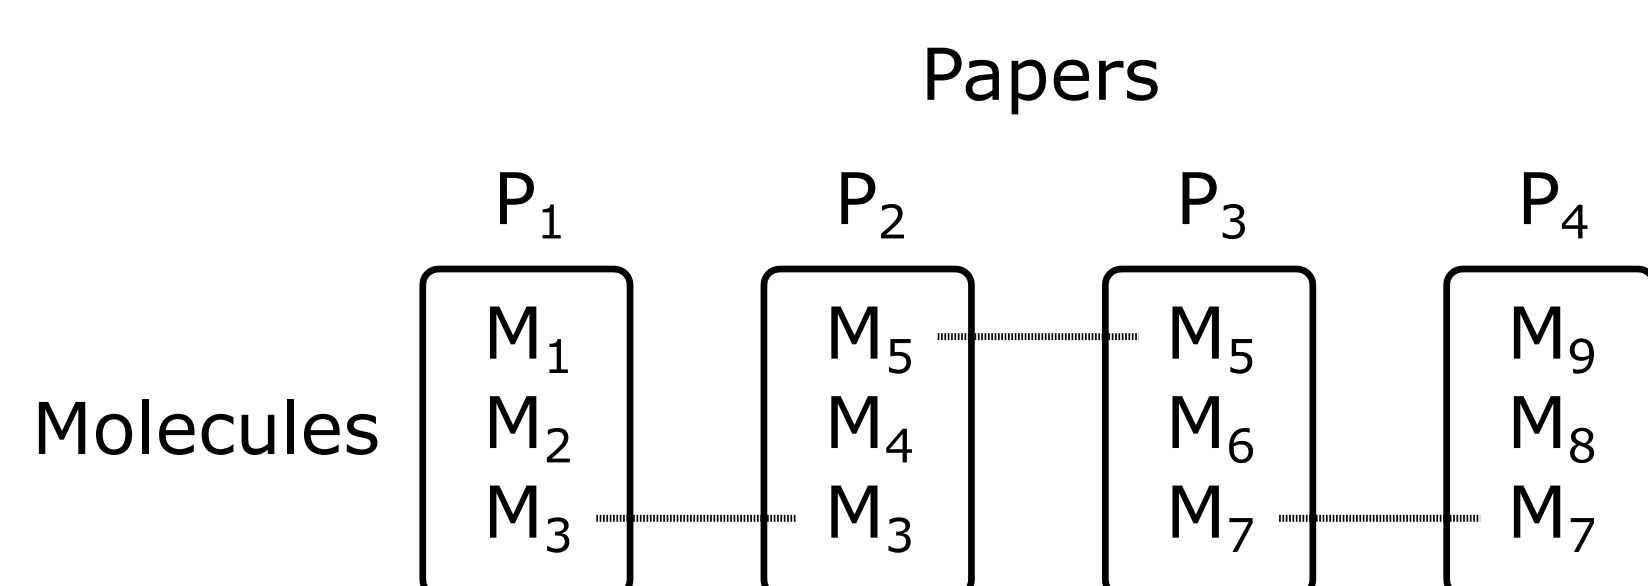 Papers
P₁ P₂ P₃ P₄
M₁ M₅ M₅ M₉
Molecules M₂ M₄ M₆ M₈
M₃ M₃ M₇ M₇